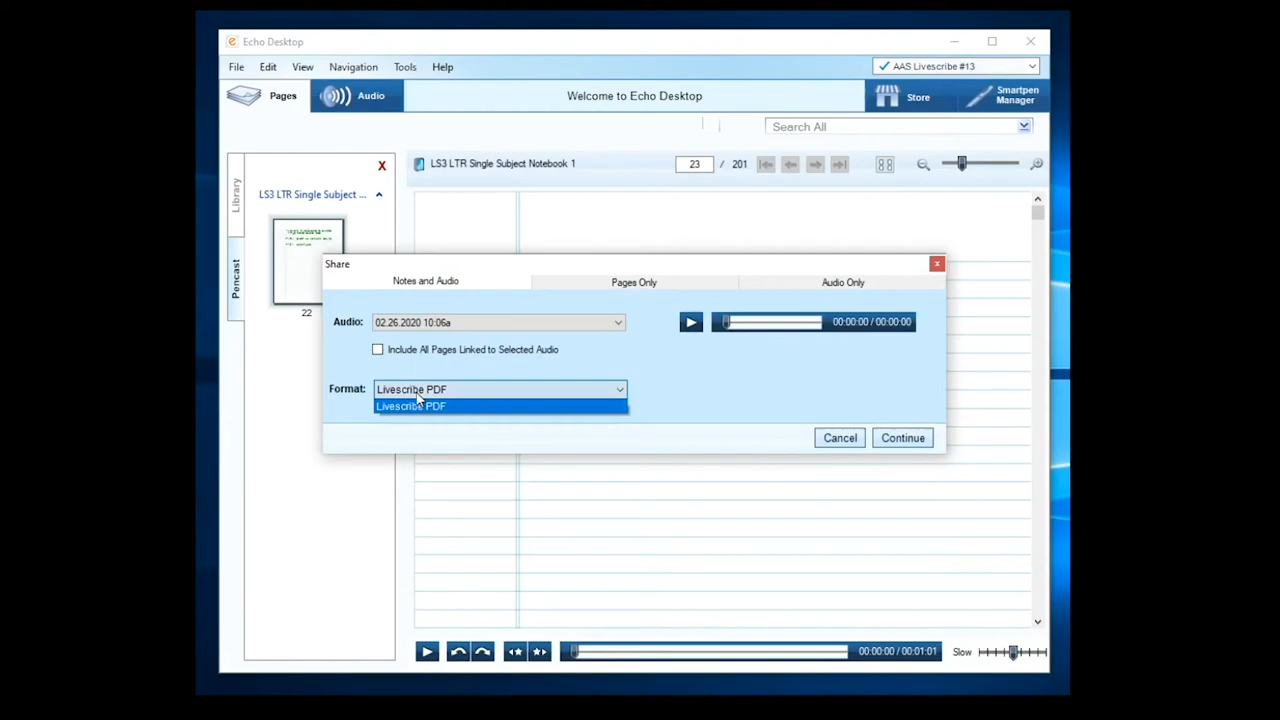 Echo Desktop
File Edit View Navigation Tools Help
AAS Livescribe #13
Pages
Audio
Welcome to Echo Desktop
Store
Smartpen
Manager
Search All
Library
Pencast
X
LS3 LTR Single Subject ...
22
LS3 LTR Single Subject Notebook 1
23 / 201
Share
Notes and Audio
Pages Only
Audio Only
Audio: 02.26.2020 10:06a
00:00:00 / 00:00:00
Include All Pages Linked to Selected Audio
Format: Livescribe PDF
Livescribe PDF
Cancel
Continue
00:00:00 / 00:01:01
Slow